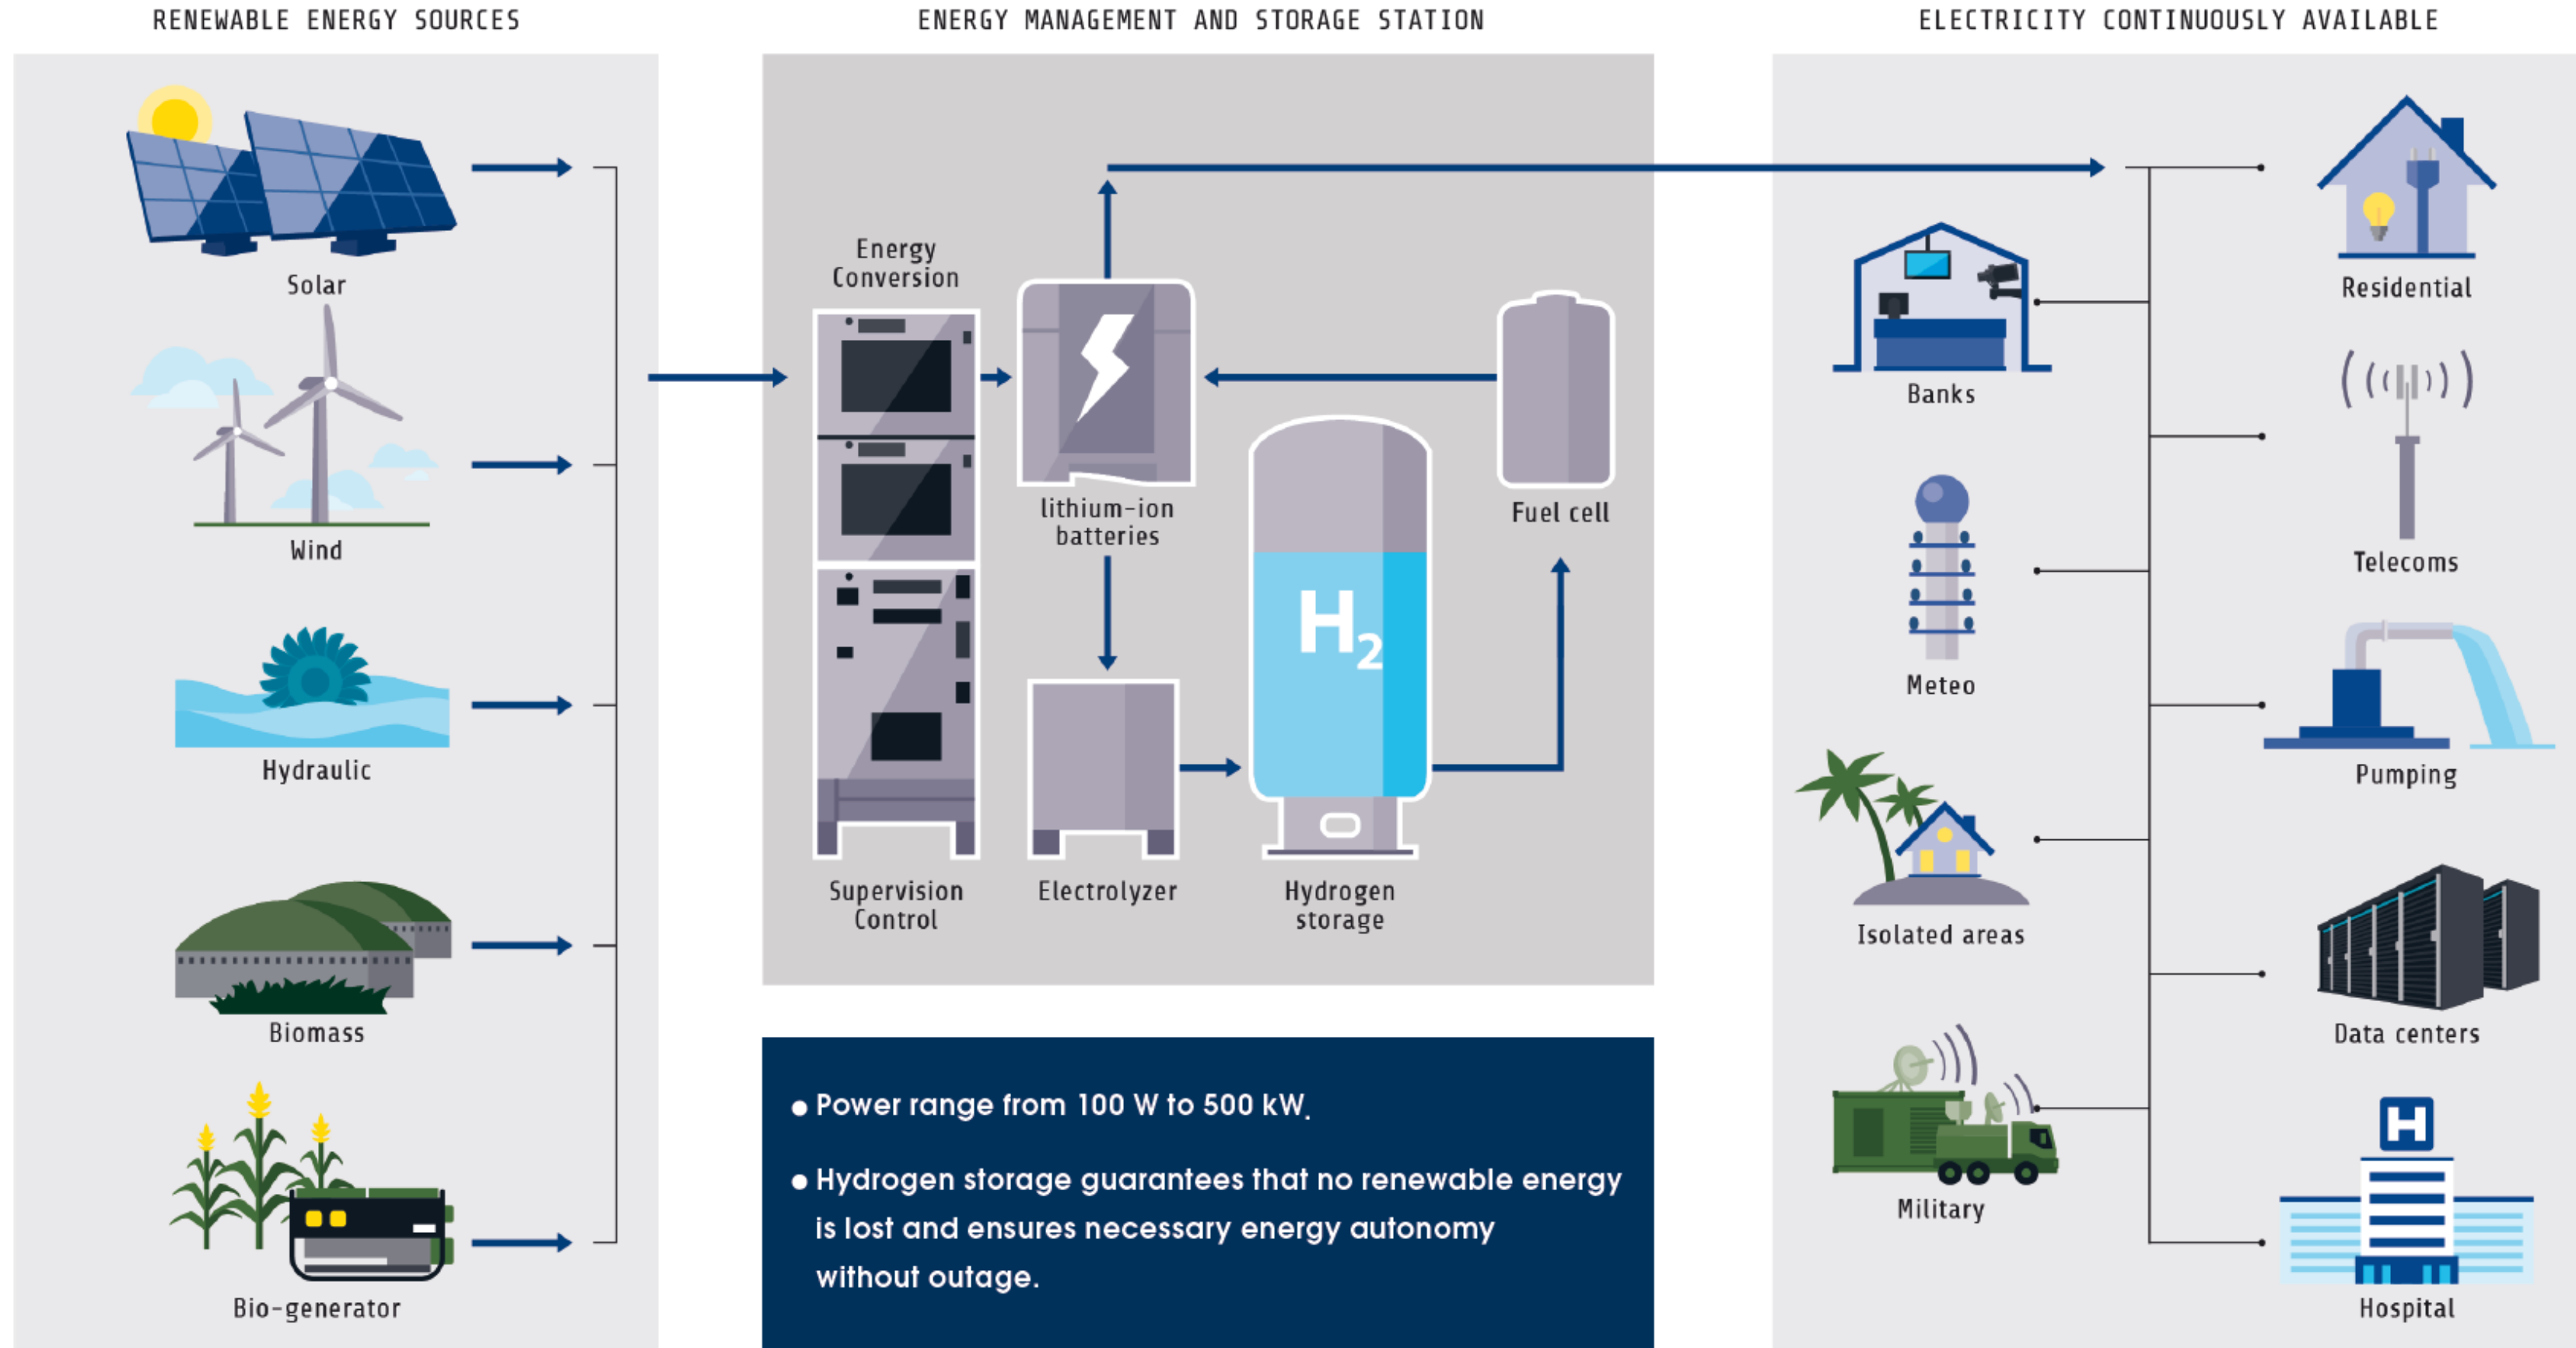 RENEWABLE ENERGY SOURCES
Solar
Wind
Hydraulic
Biomass
Bio-generator
ENERGY MANAGEMENT AND STORAGE STATION
Energy
Conversion
lithium-ion
batteries
Fuel cell
H₂
Supervision
Control
Electrolyzer
Hydrogen
storage
● Power range from 100 W to 500 kW.
● Hydrogen storage guarantees that no renewable energy
is lost and ensures necessary energy autonomy
without outage.
ELECTRICITY CONTINUOUSLY AVAILABLE
Residential
Banks
Telecoms
Meteo
Pumping
Isolated areas
Data centers
Military
H
Hospital